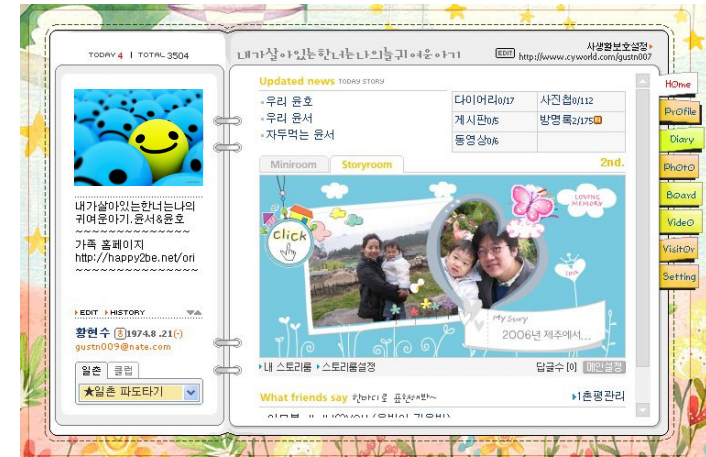 TODAY 4 | TOTAL 3504
내가살아있는한너는나의늘귀여운아기
EDIT
사생활보호설정
http://www.cyworld.com/gustn007
내가살아있는한너는나의
귀여운아기.윤서&윤호
~~~~~~~~~~~~~~
가족 홈페이지
http://happy2be.net/ori
~~~~~~~~~~~~~~
EDIT HISTORY
황현수 1974.8 .21(-)
gustn009@nate.com
일촌 클럽
★일촌 파도타기
Updated news TODAY STORY
우리 윤호
우리 윤서
자두먹는 윤서
다이어리0/17 사진첩0/112
게시판0/5 방명록2/175 N
동영상0/6
Miniroom Storyroom 2nd.
click
LOVING
MEMORY
love
My Story
2006년 제주에서...
내 스토리룸 스토리룸설정
답글수 [0] 메인설정
What friends say 한마디로 표현해봐~
1촌평관리
HOme
PrOfile
Diary
PhOtO
BOard
VideO
VisitOr
Setting